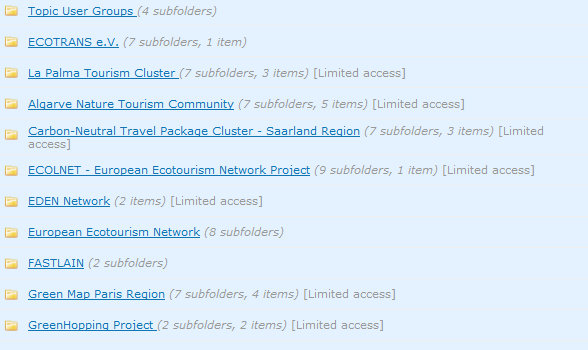 Topic User Groups (4 subfolders)
ECOTRANS e.V. (7 subfolders, 1 item)
La Palma Tourism Cluster (7 subfolders, 3 items) [Limited access]
Algarve Nature Tourism Community (7 subfolders, 5 items) [Limited access]
Carbon-Neutral Travel Package Cluster - Saarland Region (7 subfolders, 3 items) [Limited
access]
ECOLNET - European Ecotourism Network Project (9 subfolders, 1 item) [Limited access]
EDEN Network (2 items) [Limited access]
European Ecotourism Network (8 subfolders)
FASTLAIN (2 subfolders)
Green Map Paris Region (7 subfolders, 4 items) [Limited access]
GreenHopping Project (2 subfolders, 2 items) [Limited access]